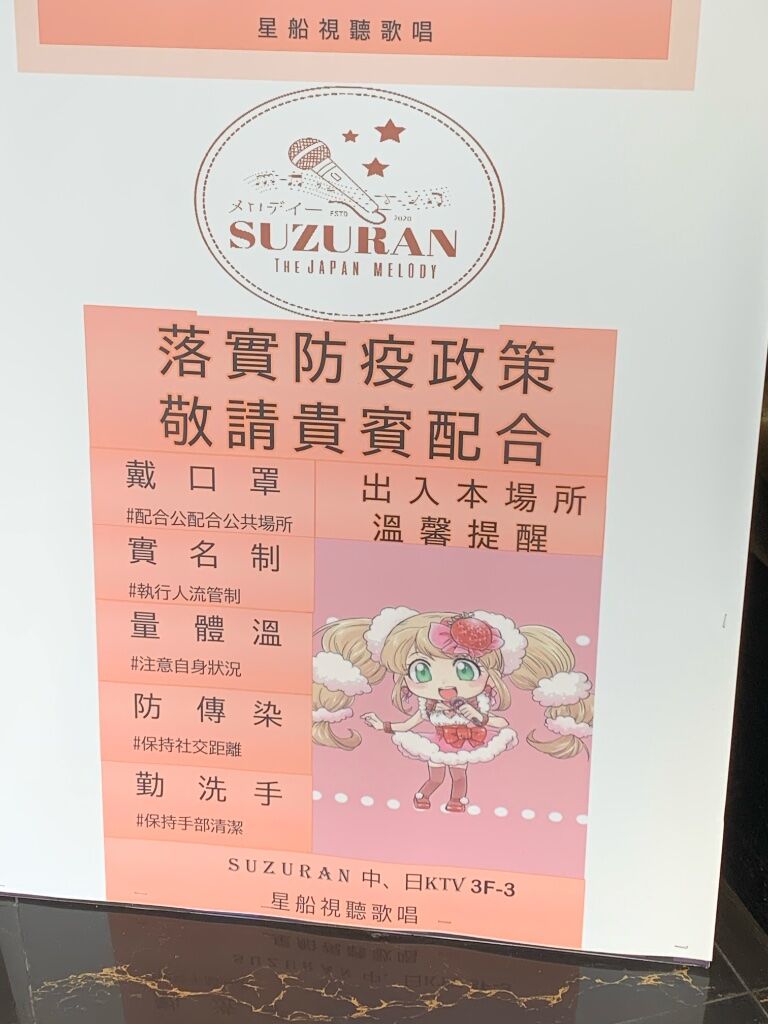 星船視聽歌唱
メロディー ESTD 2020
SUZURAN
THE JAPAN MELODY
落實防疫政策
敬請貴賓配合
戴口罩
#配合公配合公共場所
出入本場所
溫馨提醒
實名制
#執行人流管制
量體溫
#注意自身狀況
防傳染
#保持社交距離
勤洗手
#保持手部清潔
SUZURAN 中、日KTV 3F-3
星船視聽歌唱